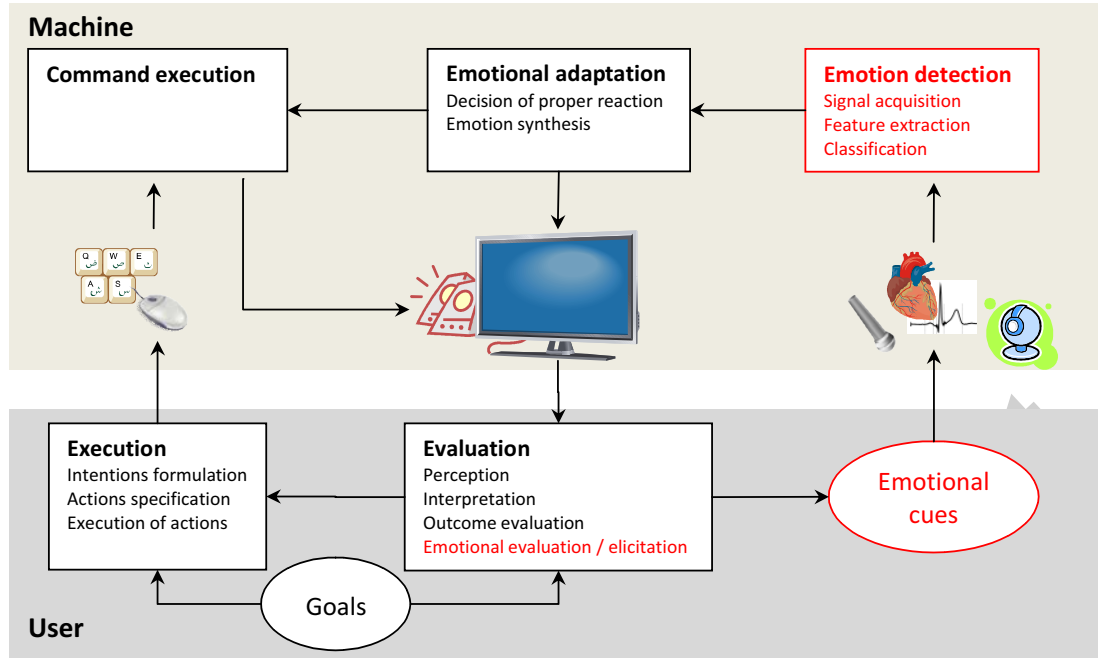 Machine
Command execution
Emotional adaptation
Decision of proper reaction
Emotion synthesis
Emotion detection
Signal acquisition
Feature extraction
Classification
Q
ض
W
ص
E
ث
A
ش
S
س
Execution
Intentions formulation
Actions specification
Execution of actions
Evaluation
Perception
Interpretation
Outcome evaluation
Emotional evaluation / elicitation
Emotional
cues
Goals
User